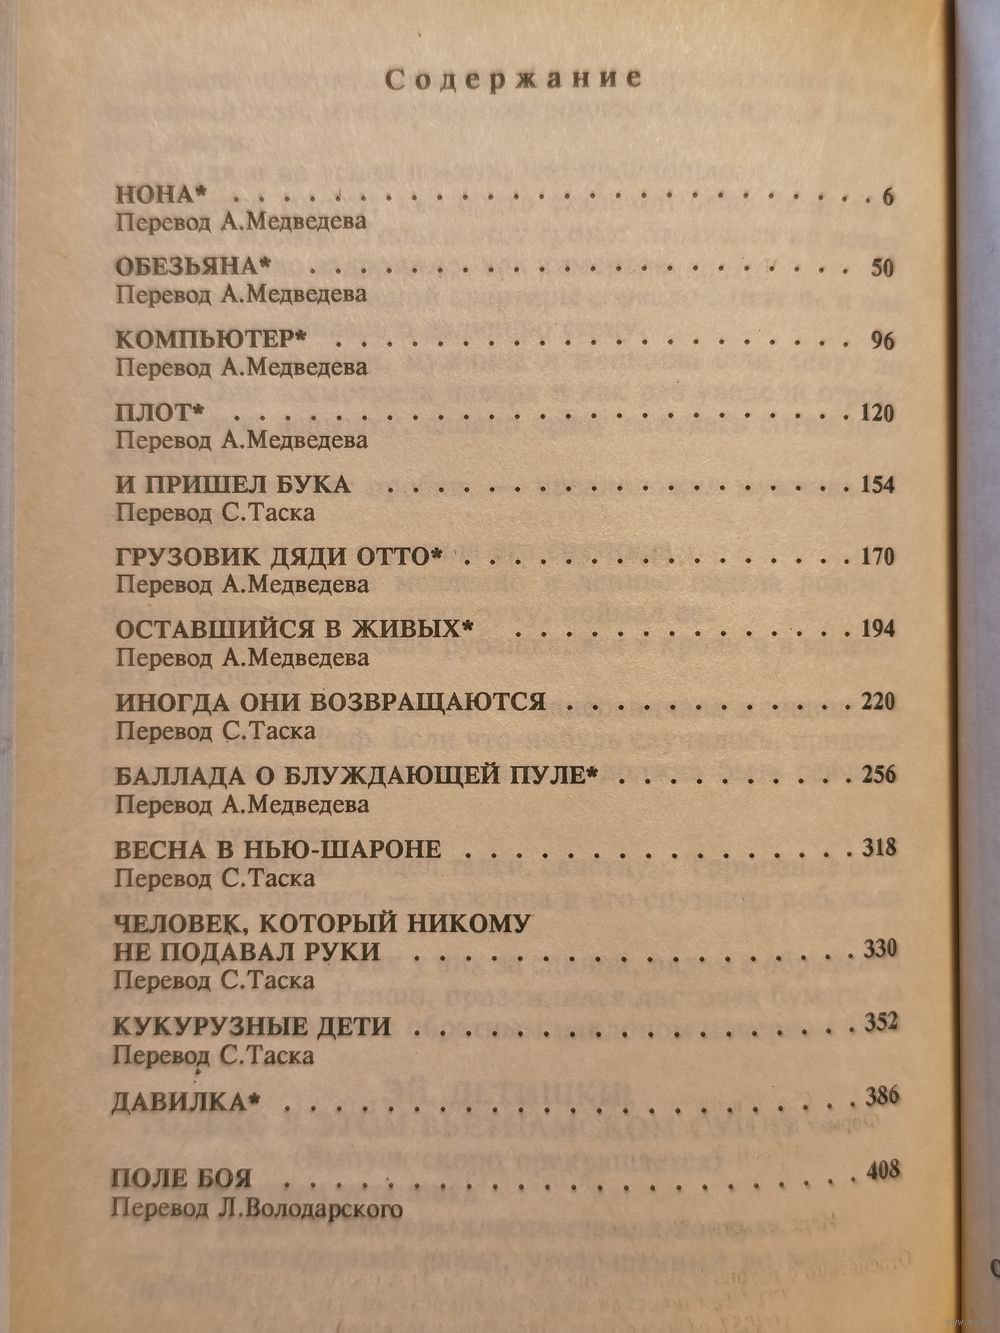 Содержание
НОНА* . . . . . . . . . . . . . . . . . . . . . . . . . 6
Перевод А.Медведева
ОБЕЗЬЯНА* . . . . . . . . . . . . . . . . . . . . . 50
Перевод А.Медведева
КОМПЬЮТЕР* . . . . . . . . . . . . . . . . . . . . 96
Перевод А.Медведева
ПЛОТ* . . . . . . . . . . . . . . . . . . . . . . . . 120
Перевод А.Медведева
И ПРИШЕЛ БУКА . . . . . . . . . . . . . . . . . . . 154
Перевод С.Таска
ГРУЗОВИК ДЯДИ ОТТО* . . . . . . . . . . . . . . . . 170
Перевод А.Медведева
ОСТАВШИЙСЯ В ЖИВЫХ* . . . . . . . . . . . . . . 194
Перевод А.Медведева
ИНОГДА ОНИ ВОЗВРАЩАЮТСЯ . . . . . . . . . . . . 220
Перевод С.Таска
БАЛЛАДА О БЛУЖДАЮЩЕЙ ПУЛЕ* . . . . . . . . . . 256
Перевод А.Медведева
ВЕСНА В НЬЮ-ШАРОНЕ . . . . . . . . . . . . . . . . 318
Перевод С.Таска
ЧЕЛОВЕК, КОТОРЫЙ НИКОМУ
НЕ ПОДАВАЛ РУКИ . . . . . . . . . . . . . . . . . . 330
Перевод С.Таска
КУКУРУЗНЫЕ ДЕТИ . . . . . . . . . . . . . . . . . . 352
Перевод С.Таска
ДАВИЛКА* . . . . . . . . . . . . . . . . . . . . . . . 386
ПОЛЕ БОЯ . . . . . . . . . . . . . . . . . . . . . . . 408
Перевод Л.Володарского